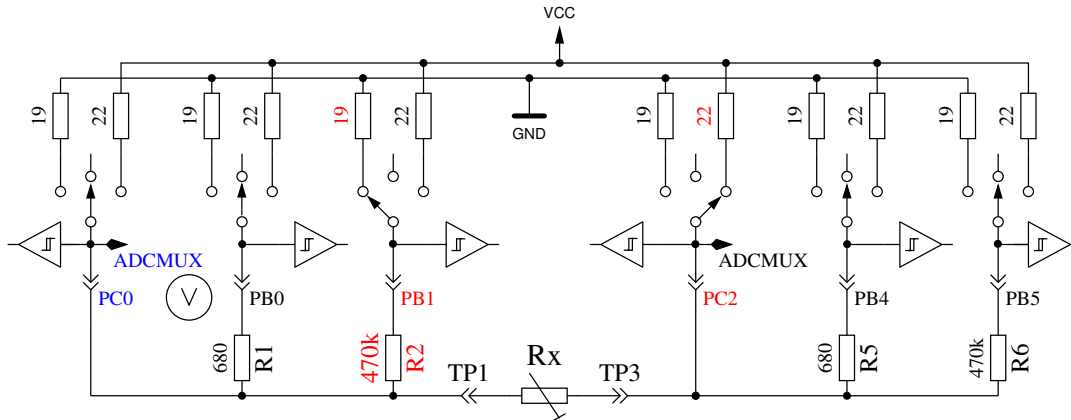 VCC
19 22 19 22 19 22 19 22 19 22 19 22
GND
ADCMUX ADCMUX
PC0 V PB0 PB1 PC2 PB4 PB5
680 R1 470k R2 680 R5 470k R6
TP1 Rx TP3